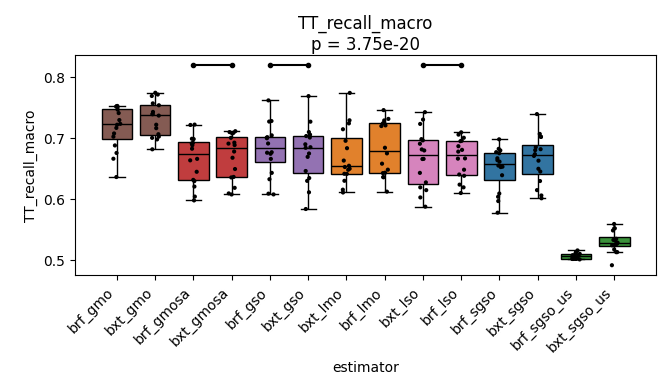 TT_recall_macro
p = 3.75e-20
TT_recall_macro
0.8
0.7
0.6
0.5
brf_gmo
bxt_gmo
brf_gmosa
bxt_gmosa
brf_gso
bxt_gso
bxt_lmo
brf_lmo
bxt_lso
brf_lso
brf_sgso
bxt_sgso
brf_sgso_us
bxt_sgso_us
estimator